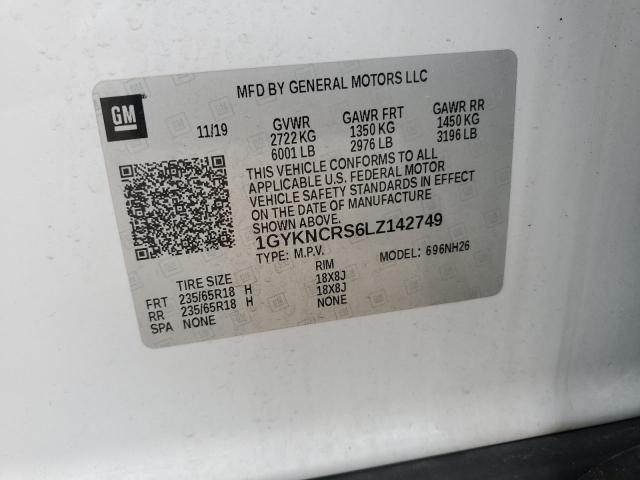 MFD BY GENERAL MOTORS LLC
GM
11/19 GVWR GAWR FRT GAWR RR
2722 KG 1350 KG 1450 KG
6001 LB 2976 LB 3196 LB
THIS VEHICLE CONFORMS TO ALL
APPLICABLE U.S. FEDERAL MOTOR
VEHICLE SAFETY STANDARDS IN EFFECT
ON THE DATE OF MANUFACTURE
SHOWN ABOVE.
1GYKNCRS6LZ142749
TYPE: M.P.V. MODEL: 696NH26
TIRE SIZE RIM
FRT 235/65R18 H 18X8J
RR 235/65R18 H 18X8J
SPA NONE NONE